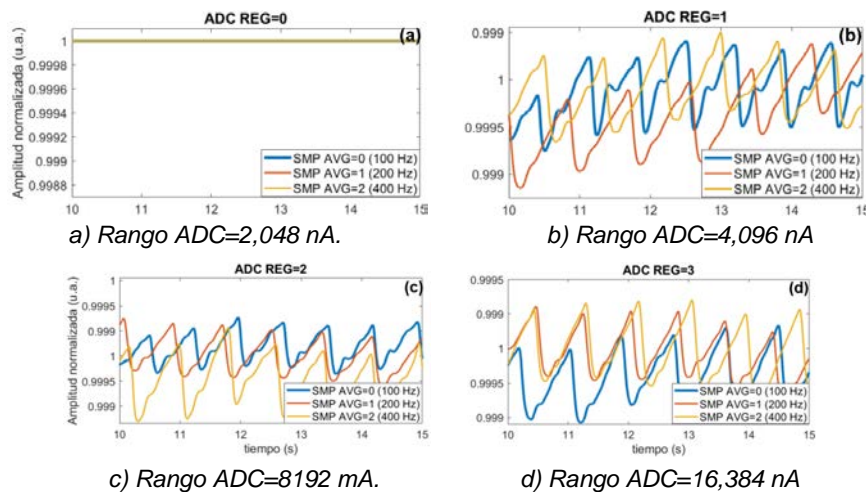 ADC REG=0
(a)
Amplitud normalizada (u.a.)
1
0.9998
0.9996
0.9994
0.9992
0.999
0.9988
SMP AVG=0 (100 Hz)
SMP AVG=1 (200 Hz)
SMP AVG=2 (400 Hz)
10 11 12 13 14 15
a) Rango ADC=2,048 nA.
ADC REG=1
(b)
0.999
1
0.9995
0.999
SMP AVG=0 (100 Hz)
SMP AVG=1 (200 Hz)
SMP AVG=2 (400 Hz)
10 11 12 13 14 15
b) Rango ADC=4,096 nA
ADC REG=2
(c)
Amplitud normalizada (u.a.)
1
0.999
1
0.9995
0.999
SMP AVG=0 (100 Hz)
SMP AVG=1 (200 Hz)
SMP AVG=2 (400 Hz)
10 11 12 13 14 15
tiempo (s)
c) Rango ADC=8192 mA.
ADC REG=3
(d)
0.9995
0.999
1
0.9995
0.999
SMP AVG=0 (100 Hz)
SMP AVG=1 (200 Hz)
SMP AVG=2 (400 Hz)
10 11 12 13 14 15
tiempo (s)
d) Rango ADC=16,384 nA